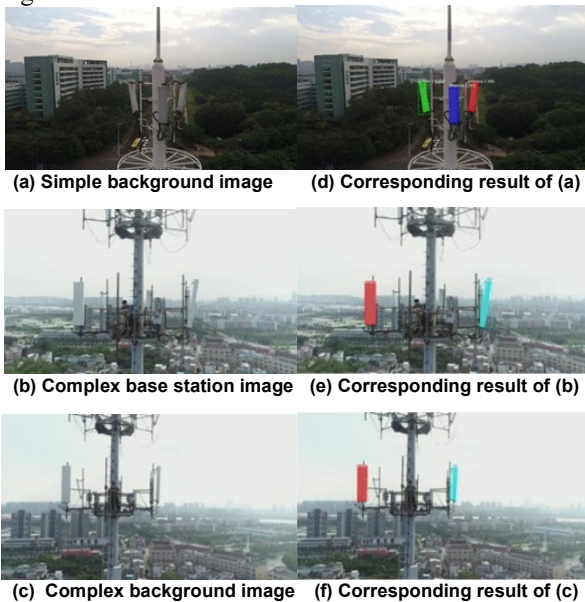 (a) Simple background image
(d) Corresponding result of (a)
(b) Complex base station image
(e) Corresponding result of (b)
(c) Complex background image
(f) Corresponding result of (c)